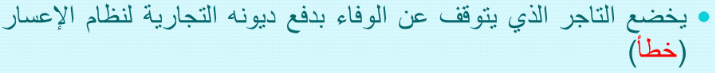 • يخضع التاجر الذي يتوقف عن الوفاء بدفع ديونه التجارية لنظام الإعسار
(خطأ)